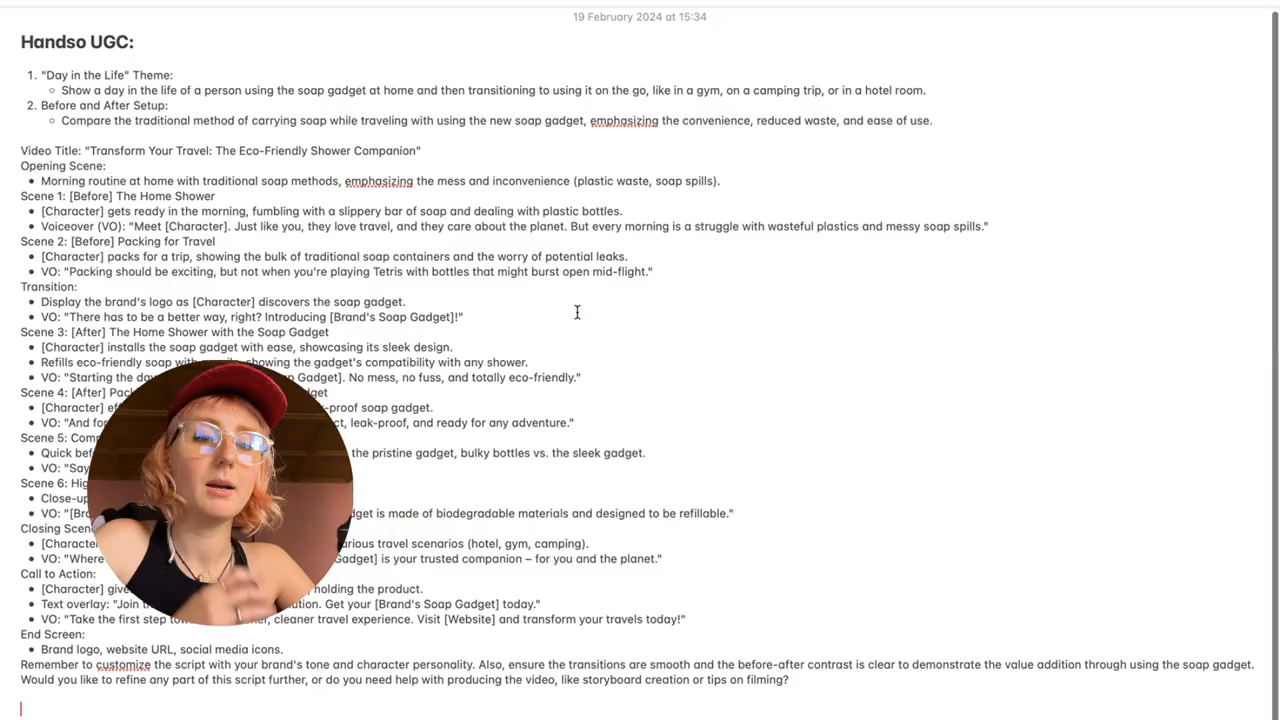 19 February 2024 at 15:34
Handso UGC:
1. "Day in the Life" Theme:
○ Show a day in the life of a person using the soap gadget at home and then transitioning to using it on the go, like in a gym, on a camping trip, or in a hotel room.
2. Before and After Setup:
○ Compare the traditional method of carrying soap while traveling with using the new soap gadget, emphasizing the convenience, reduced waste, and ease of use.
Video Title: "Transform Your Travel: The Eco-Friendly Shower Companion"
Opening Scene:
• Morning routine at home with traditional soap methods, emphasizing the mess and inconvenience (plastic waste, soap spills).
Scene 1: [Before] The Home Shower
• [Character] gets ready in the morning, fumbling with a slippery bar of soap and dealing with plastic bottles.
• Voiceover (VO): "Meet [Character]. Just like you, they love travel, and they care about the planet. But every morning is a struggle with wasteful plastics and messy soap spills."
Scene 2: [Before] Packing for Travel
• [Character] packs for a trip, showing the bulk of traditional soap containers and the worry of potential leaks.
• VO: "Packing should be exciting, but not when you're playing Tetris with bottles that might burst open mid-flight."
Transition:
• Display the brand's logo as [Character] discovers the soap gadget.
• VO: "There has to be a better way, right? Introducing [Brand's Soap Gadget]!"
Scene 3: [After] The Home Shower with the Soap Gadget
• [Character] installs the soap gadget with ease, showcasing its sleek design.
• Refills eco-friendly soap with showing the gadget's compatibility with any shower.
• VO: "Starting the Gadget]. No mess, no fuss, and totally eco-friendly."
Scene 4: [After]
• [Character] -proof soap gadget.
• VO: "And leak-proof, and ready for any adventure."
Scene 5:
• Quick the pristine gadget, bulky bottles vs. the sleek gadget.
• VO: "Say
Scene 6:
• Close-up
• VO: is made of biodegradable materials and designed to be refillable."
Closing
• travel scenarios (hotel, gym, camping).
• VO: "Where Gadget] is your trusted companion – for you and the planet."
Call to Action:
• [Character] holding the product.
• Text overlay: "Join Get your [Brand's Soap Gadget] today."
• VO: "Take the first step cleaner travel experience. Visit [Website] and transform your travels today!"
End Screen:
• Brand logo, website URL, social media icons.
Remember to customize the script with your brand's tone and character personality. Also, ensure the transitions are smooth and the before-after contrast is clear to demonstrate the value addition through using the soap gadget.
Would you like to refine any part of this script further, or do you need help with producing the video, like storyboard creation or tips on filming?